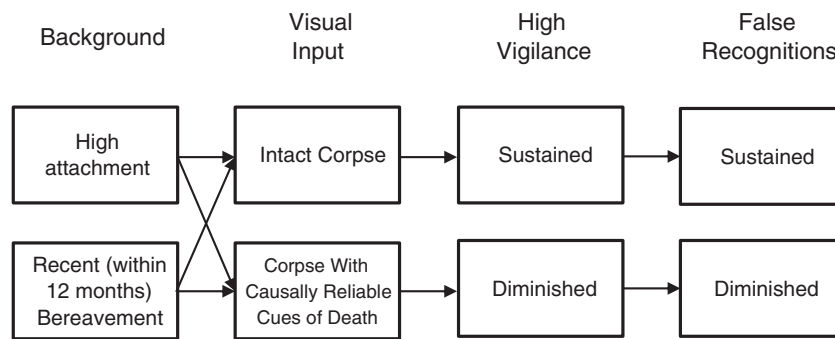 Background
Visual
Input
High
Vigilance
False
Recognitions
High
attachment
Intact Corpse
Sustained
Sustained
Recent (within
12 months)
Bereavement
Corpse With
Causally Reliable
Cues of Death
Diminished
Diminished